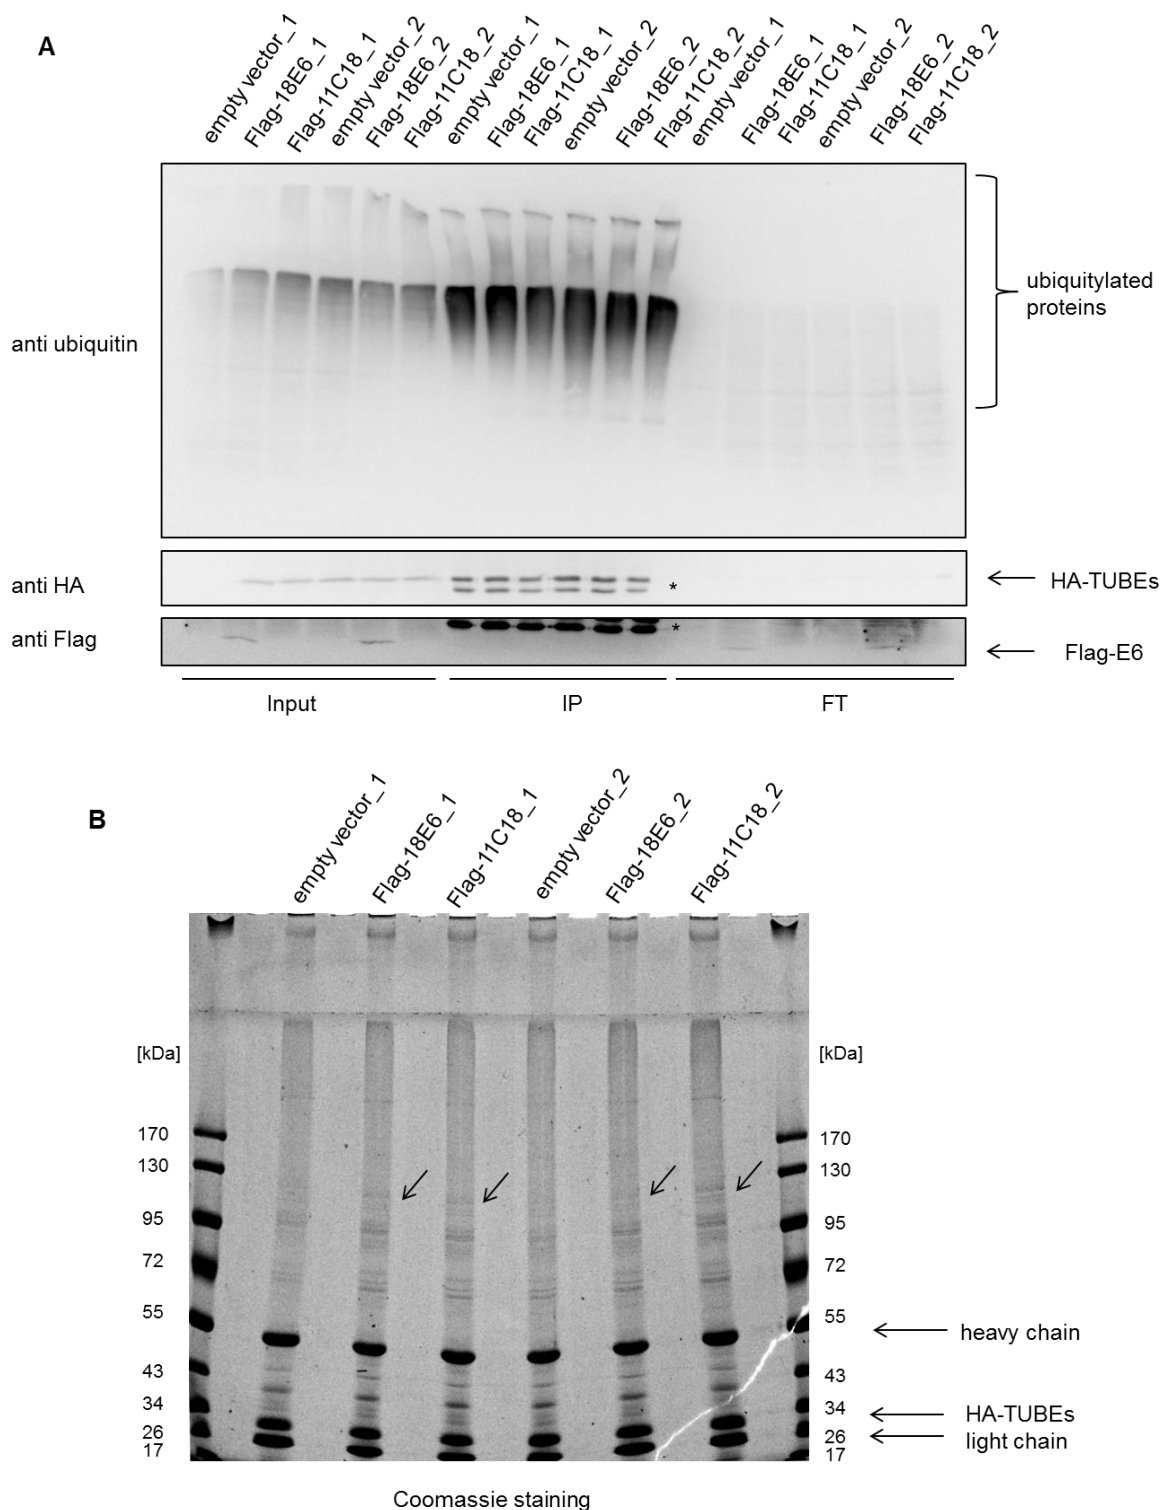 A
empty vector_1
Flag-18E6_1
Flag-11C18_1
empty vector_2
Flag-18E6_2
Flag-11C18_2
empty vector_1
Flag-18E6_1
Flag-11C18_1
empty vector_2
Flag-18E6_2
Flag-11C18_2
empty vector_1
Flag-18E6_1
Flag-11C18_1
empty vector_2
Flag-18E6_2
Flag-11C18_2
anti ubiquitin
ubiquitylated
proteins
anti HA
*
HA-TUBEs
anti Flag
*
Flag-E6
Input
IP
FT
B
empty vector_1
Flag-18E6_1
Flag-11C18_1
empty vector_2
Flag-18E6_2
Flag-11C18_2
[kDa]
170
130
95
72
55
43
34
26
17
[kDa]
170
130
95
72
55
43
34
26
17
heavy chain
HA-TUBEs
light chain
Coomassie staining